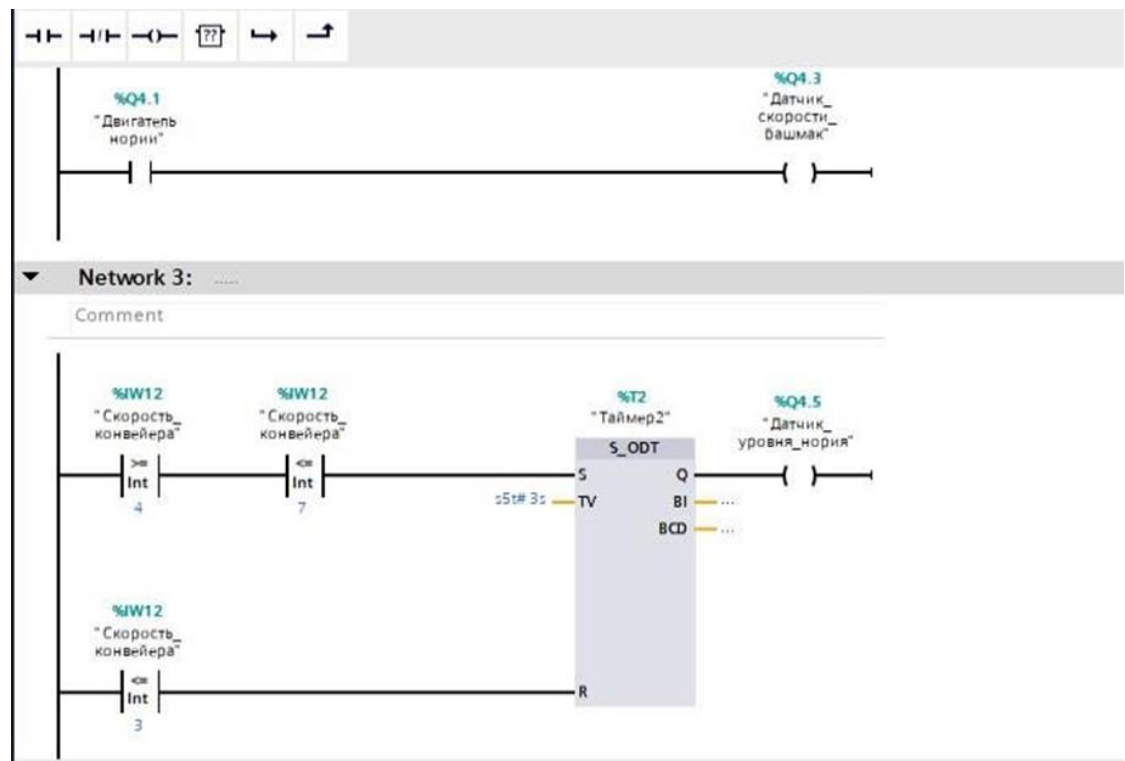 ??
%Q4.1
"Двигатель
нории"
%Q4.3
"Датчик_
скорости_
башмак"
Network 3: .....
Comment
%IW12
"Скорость_
конвейера"
>=
Int
4
%IW12
"Скорость_
конвейера"
<=
Int
7
%T2
"Таймер2"
S_ODT
S
Q
s5t# 3s
TV
BI
...
BCD
...
R
%Q4.5
"Датчик_
уровня_нория"
%IW12
"Скорость_
конвейера"
<=
Int
3